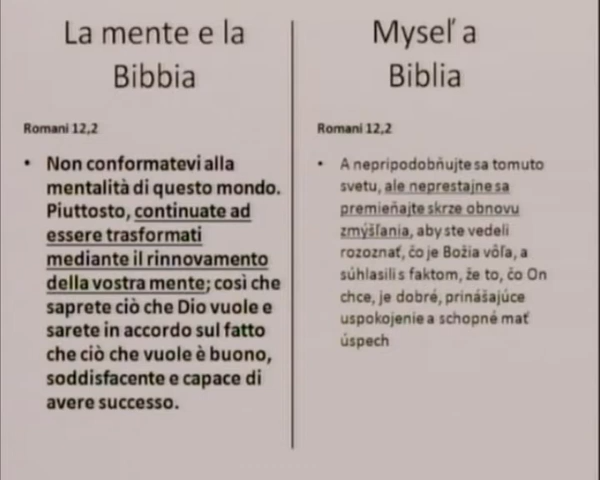 La mente e la
Bibbia
Romani 12,2
• Non conformatevi alla
mentalità di questo mondo.
Piuttosto, continuate ad
essere trasformati
mediante il rinnovamento
della vostra mente; così che
saprete ciò che Dio vuole e
sarete in accordo sul fatto
che ciò che vuole è buono,
soddisfacente e capace di
avere successo.
Myseľ a
Biblia
Romani 12,2
• A nepripodobňujte sa tomuto
svetu, ale neprestajne sa
premieňajte skrze obnovu
zmýšľania, aby ste vedeli
rozoznať, čo je Božia vôľa, a
súhlasili s faktom, že to, čo On
chce, je dobré, prinášajúce
uspokojenie a schopné mať
úspech